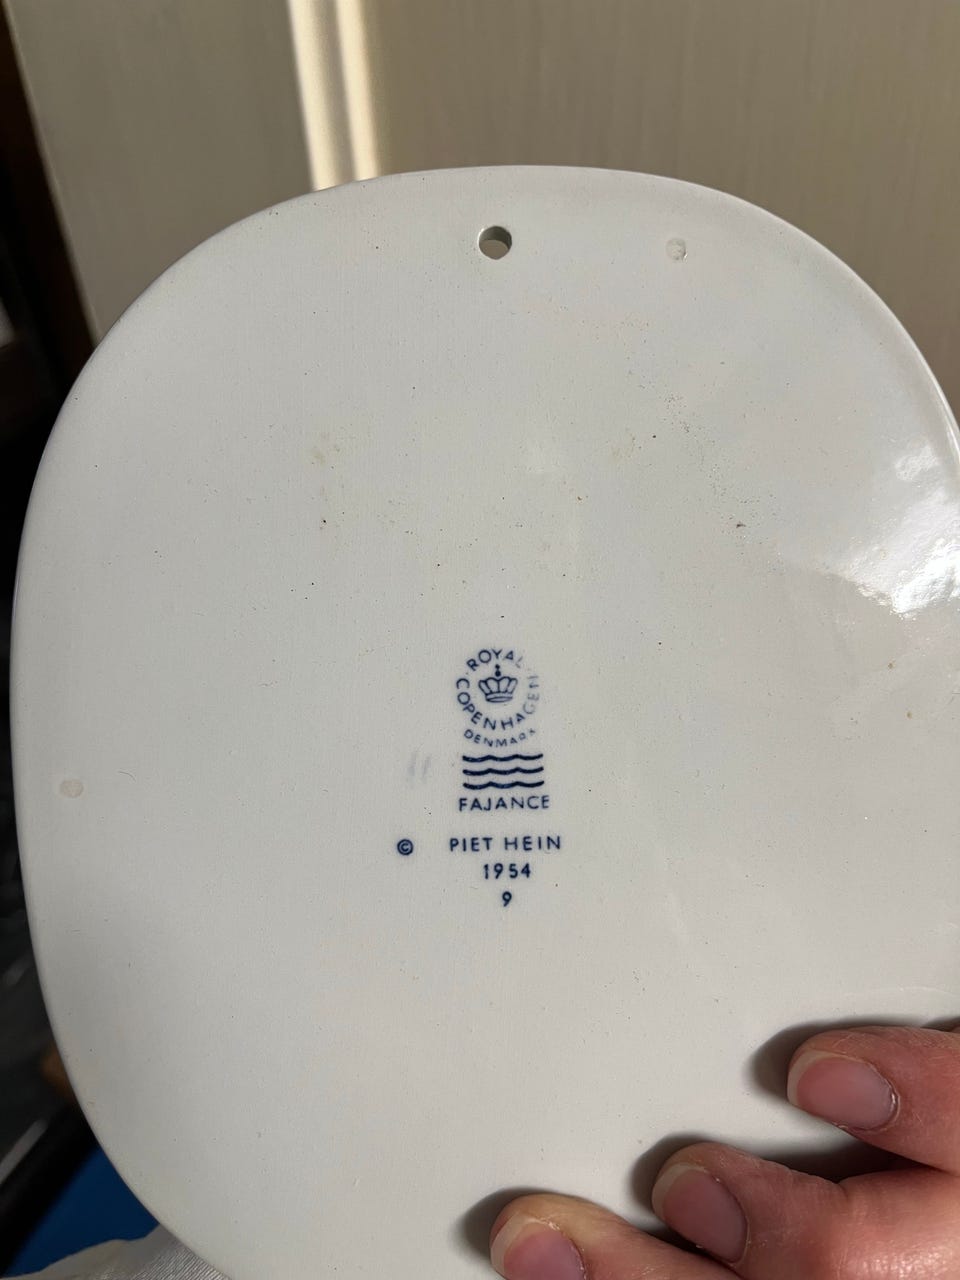 ROYAL
COPENHAGEN
DENMARK
FAJANCE
© PIET HEIN
1954
9